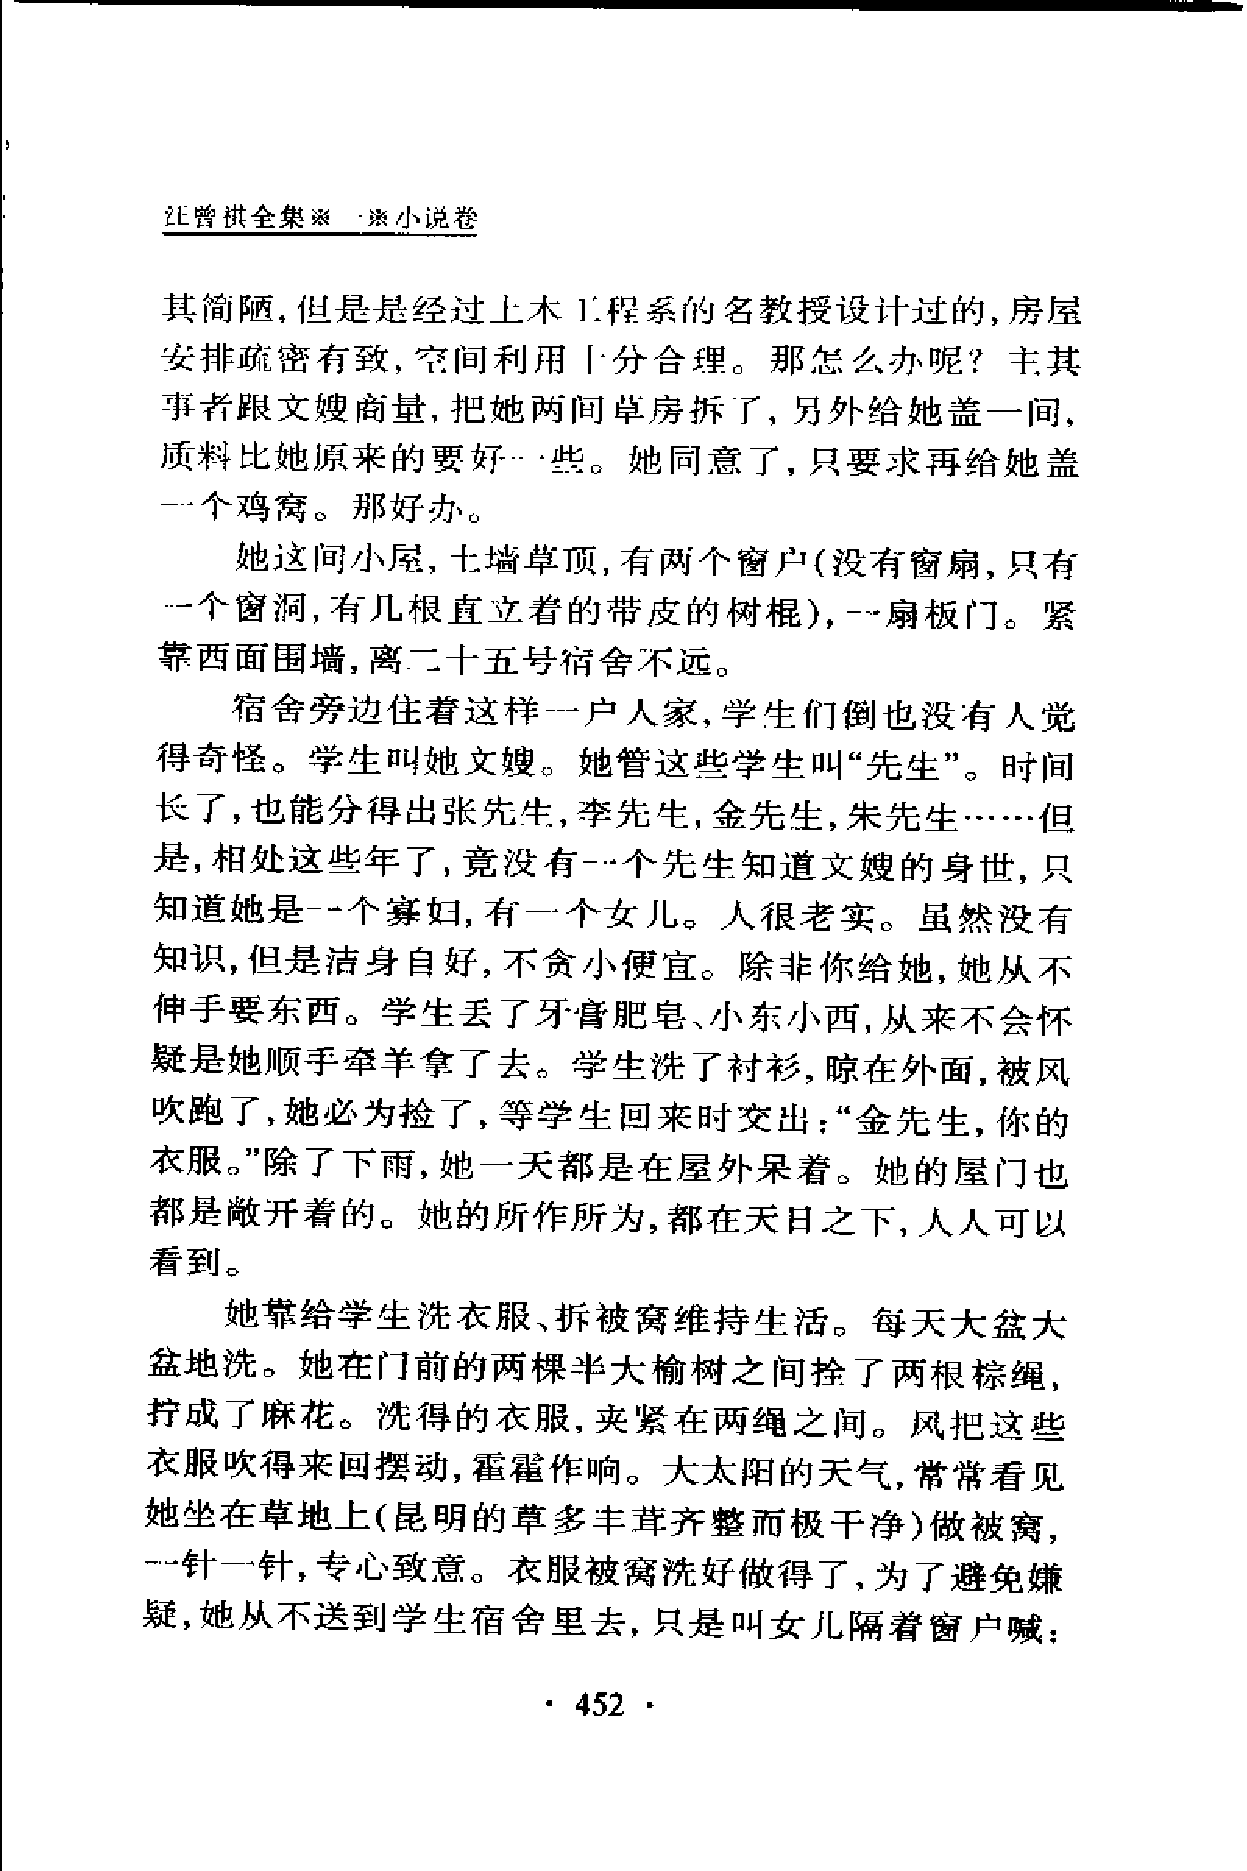 汪曾祺全集※一※小说卷
其简陋,但是是经过土木工程系的名教授设计过的,房屋
安排疏密有致,空间利用十分合理。那怎么办呢?主其
事者跟文嫂商量,把她两间草房拆了,另外给她盖一间,
质料比她原来的要好一些。她同意了,只要求再给她盖
一个鸡窝。那好办。
她这间小屋,土墙草顶,有两个窗户(没有窗扇,只有
一个窗洞,有几根直立着的带皮的树棍),一扇板门。紧
靠西面围墙,离二十五号宿舍不远。
宿舍旁边住着这样一户人家,学生们倒也没有人觉
得奇怪。学生叫她文嫂。她管这些学生叫“先生”。时间
长了,也能分得出张先生,李先生,金先生,朱先生……但
是,相处这些年了,竟没有一个先生知道文嫂的身世,只
知道她是一个寡妇,有一个女儿。人很老实。虽然没有
知识,但是洁身自好,不贪小便宜。除非你给她,她从不
伸手要东西。学生丢了牙膏肥皂、小东小西,从来不会怀
疑是她顺手牵羊拿了去。学生洗了衬衫,晾在外面,被风
吹跑了,她必为捡了,等学生回来时交出:“金先生,你的
衣服。”除了下雨,她一天都是在屋外呆着。她的屋门也
都是敞开着的。她的所作所为,都在天日之下,人人可以
看到。
她靠给学生洗衣服、拆被窝维持生活。每天大盆大
盆地洗。她在门前的两棵半大榆树之间拴了两根棕绳,
拧成了麻花。洗得的衣服,夹紧在两绳之间。风把这些
衣服吹得来回摆动,霍霍作响。大太阳的天气,常常看见
她坐在草地上(昆明的草多丰茸齐整而极干净)做被窝,
一针一针,专心致意。衣服被窝洗好做得了,为了避免嫌
疑,她从不送到学生宿舍里去,只是叫女儿隔着窗户喊:
· 452 ·